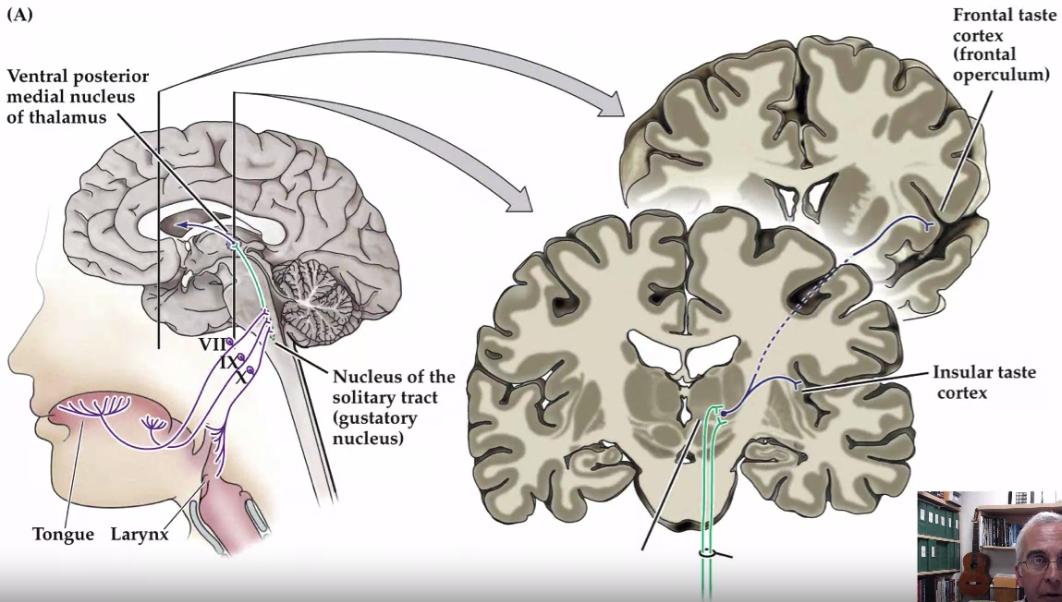 (A)
Ventral posterior
medial nucleus
of thalamus
VII
IX
X
Nucleus of the
solitary tract
(gustatory
nucleus)
Tongue
Larynx
Frontal taste
cortex
(frontal
operculum)
Insular taste
cortex